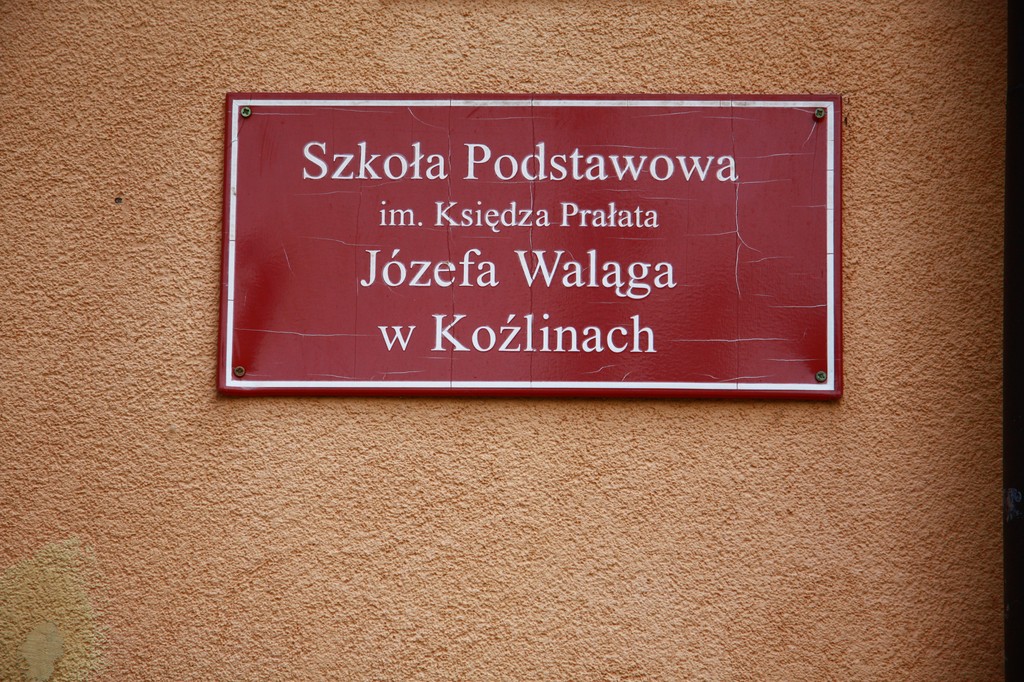 Szkoła Podstawowa
im. Księdza Prałata
Józefa Waląga
w Koźlinach